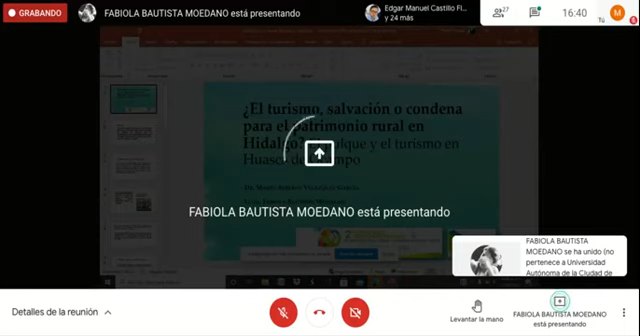 GRABANDO
FABIOLA BAUTISTA MOEDANO está presentando
Edgar Manuel Castillo Fl...
y 24 más
27
16:40
Tú
M
¿El turismo, salvación o condena
para el patrimonio rural en
Hidalgo?
y el turismo en
FABIOLA BAUTISTA MOEDANO está presentando
FABIOLA BAUTISTA
MOEDANO se ha unido (no
pertenece a Universidad
Autónoma de la Ciudad de
Detalles de la reunión
Levantar la mano
FABIOLA BAUTISTA MOEDANO
está presentando